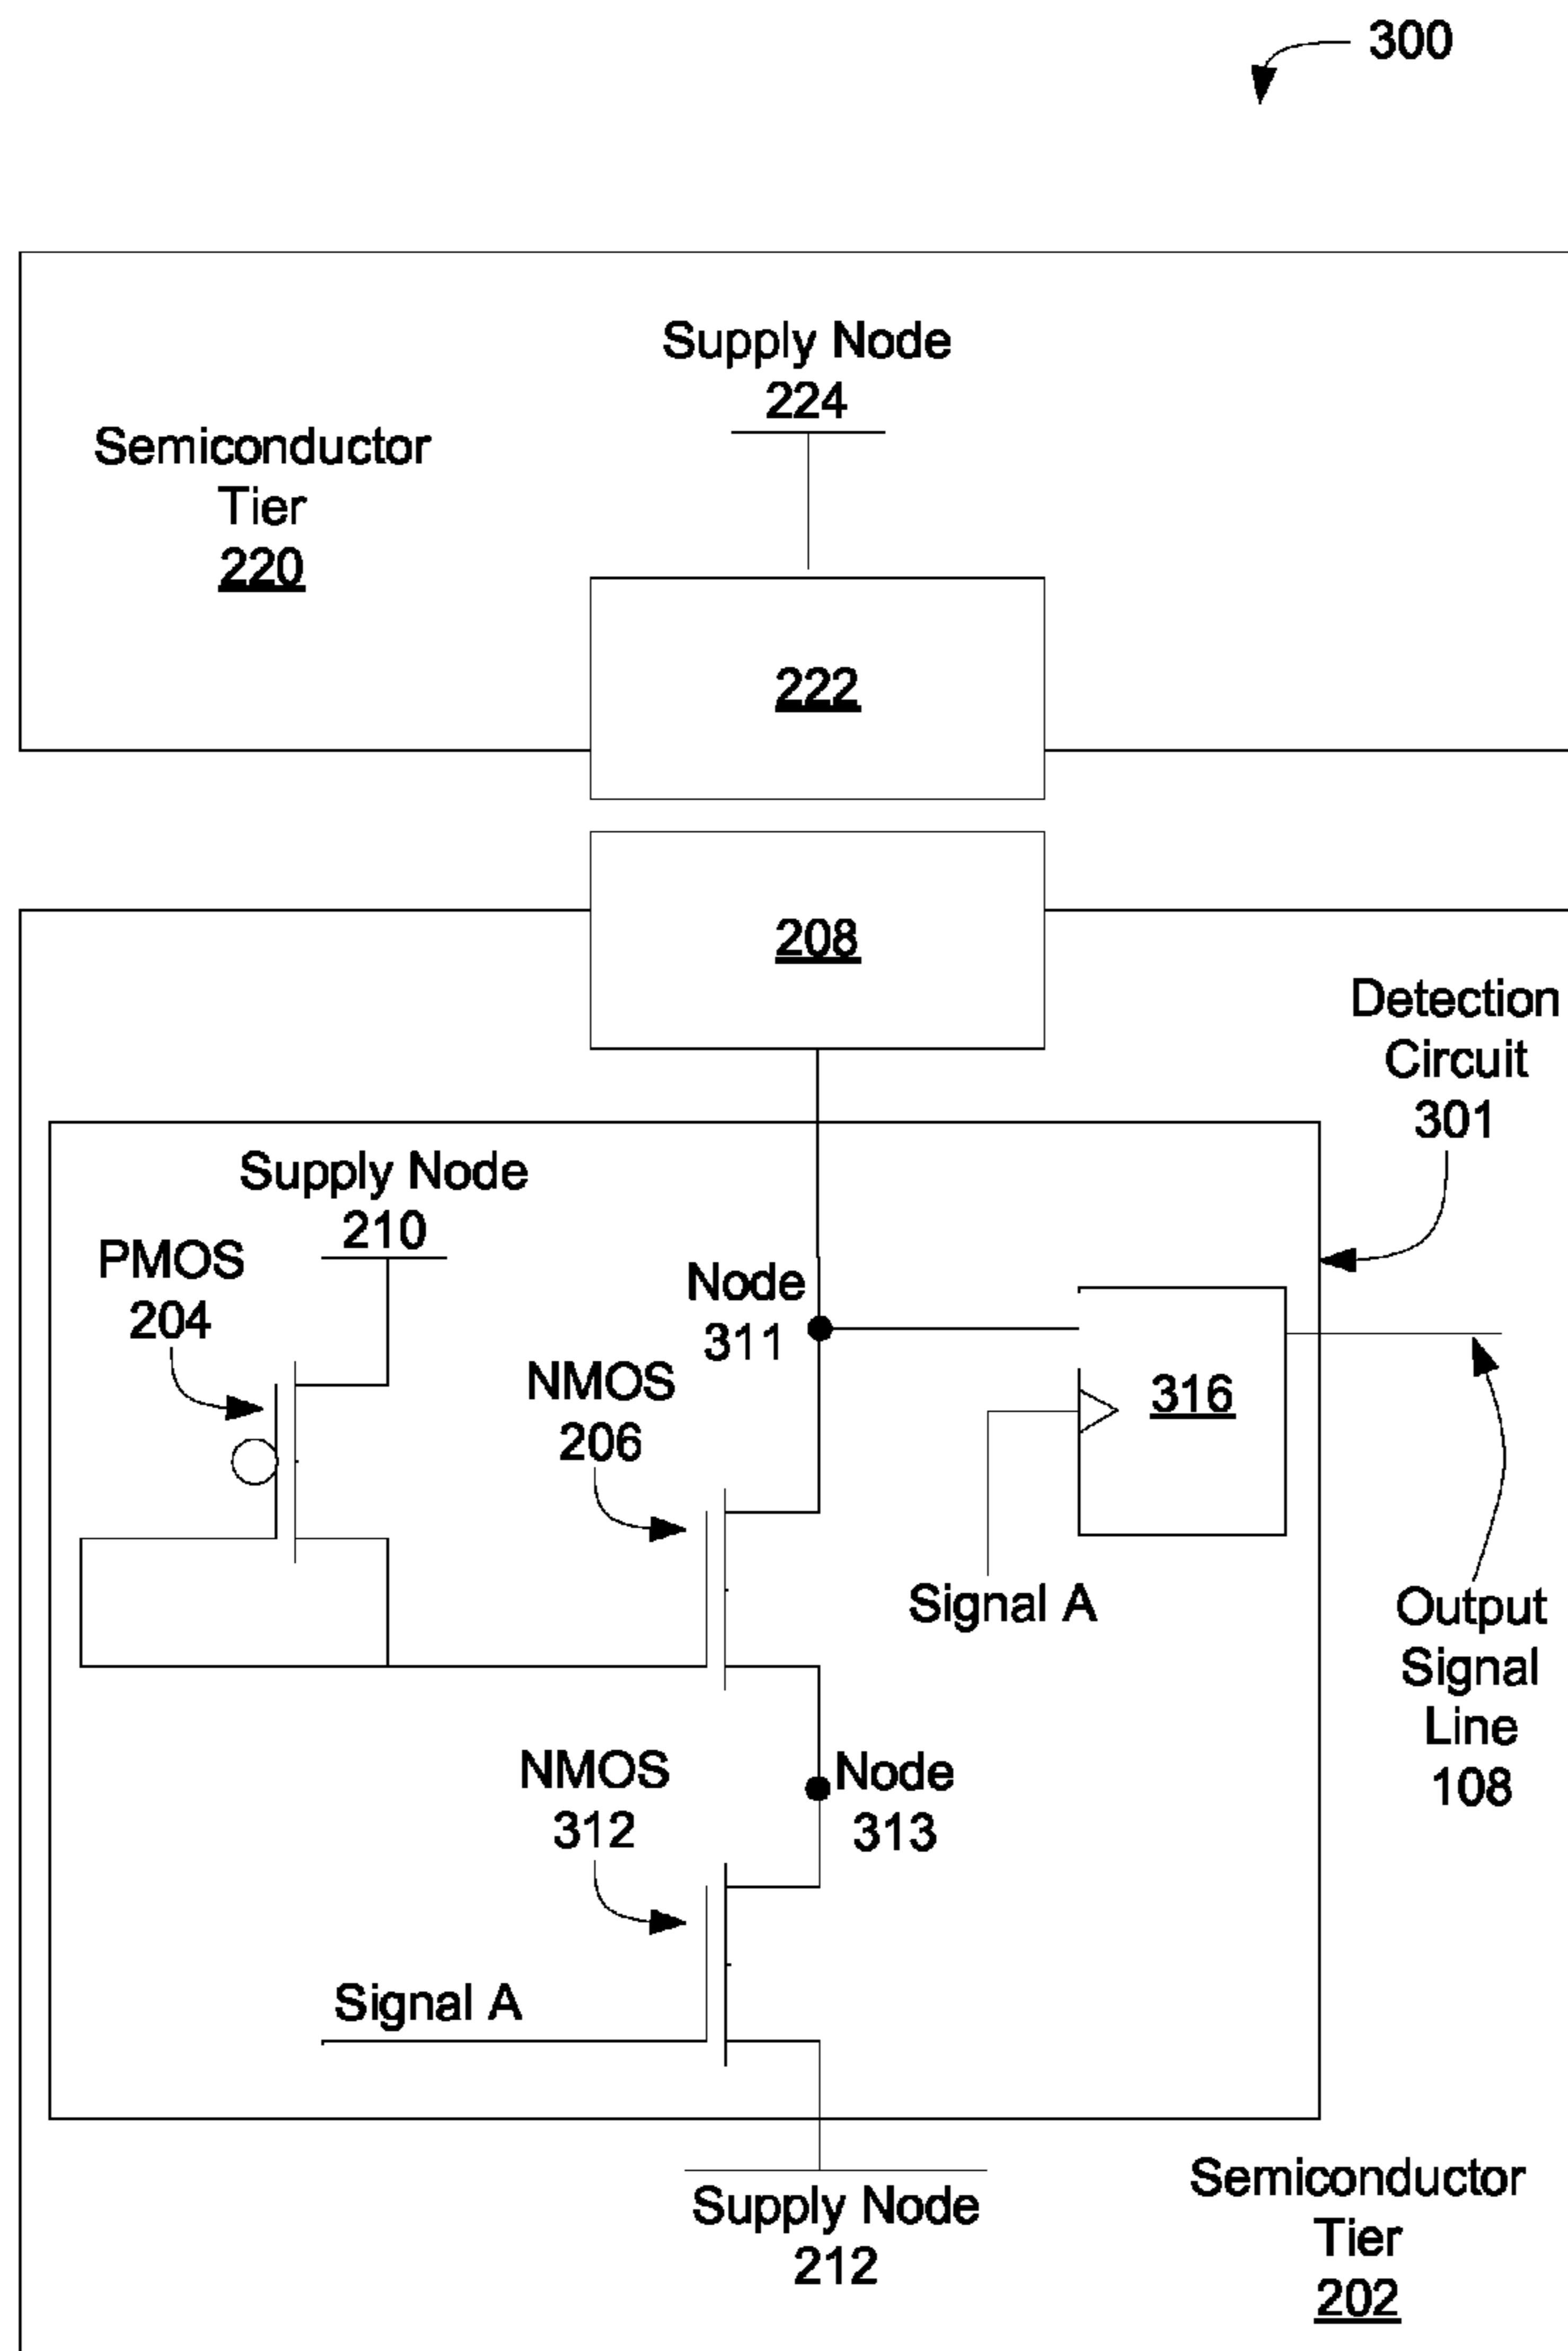 300
Supply Node
224
Semiconductor
Tier
220
222
208
Detection
Circuit
301
Supply Node
210
PMOS
204
Node
311
NMOS
206
316
Signal A
Output
Signal
Line
108
NMOS
312
Node
313
Signal A
Supply Node
212
Semiconductor
Tier
202